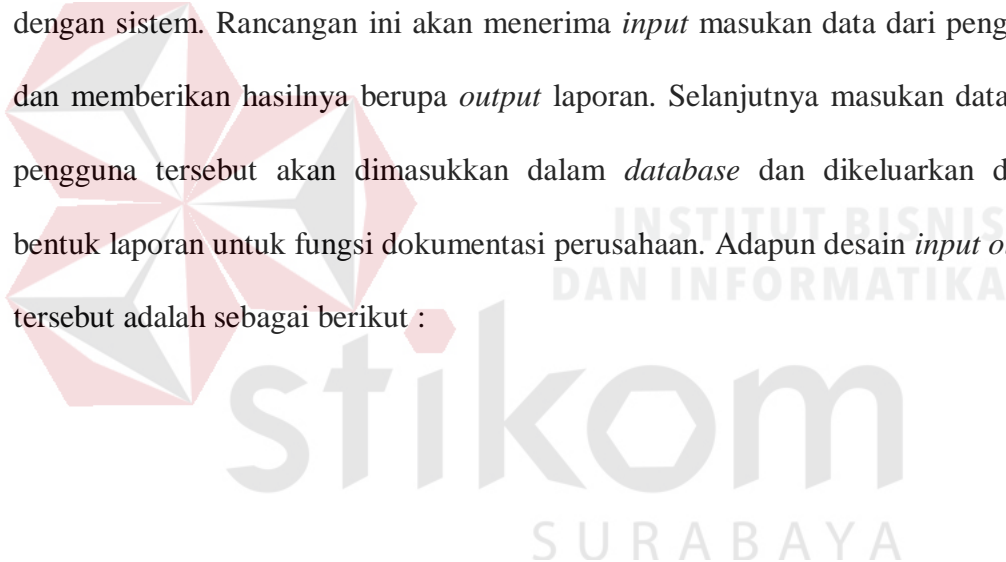 dengan sistem. Rancangan ini akan menerima input masukan data dari peng
dan memberikan hasilnya berupa output laporan. Selanjutnya masukan data
pengguna tersebut akan dimasukkan dalam database dan dikeluarkan d
bentuk laporan untuk fungsi dokumentasi perusahaan. Adapun desain input o
tersebut adalah sebagai berikut :
INSTITUT BISNIS
DAN INFORMATIKA
stikom
SURABAYA